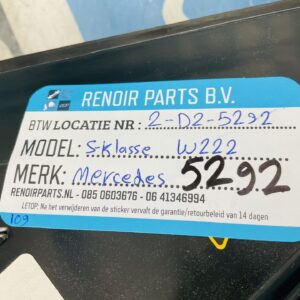 RENOIR PARTS B.V.
BTW LOCATIE NR : 2-D2-5292
MODEL: S-Klasse W222
MERK: Mercedes 5292
RENOIRPARTS.NL - 085 0603676 - 06 41346994
LETOP: Na het verwijderen van de sticker vervalt de garantie/retourbeleid van 14 dagen
109